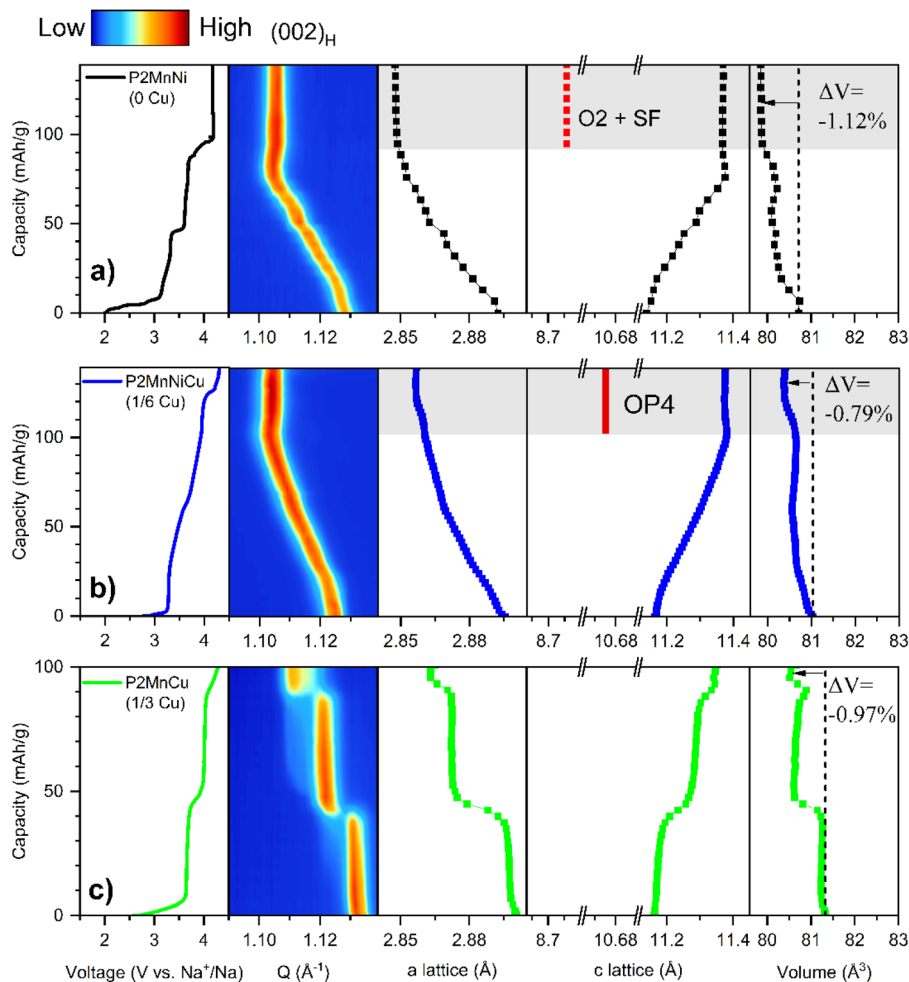 Low High (002)H
P2MnNi
(0 Cu)
O2 + SF
ΔV=
-1.12%
Capacity (mAh/g)
100
50
0
a)
2 3 4 1.10 1.12 2.85 2.88 8.7 10.68 11.2 11.4 80 81 82 83
P2MnNiCu
(1/6 Cu)
OP4
ΔV=
-0.79%
Capacity (mAh/g)
100
50
0
b)
2 3 4 1.10 1.12 2.85 2.88 8.7 10.68 11.2 11.4 80 81 82 83
P2MnCu
(1/3 Cu)
ΔV=
-0.97%
Capacity (mAh/g)
100
50
0
c)
2 3 4 1.10 1.12 2.85 2.88 8.7 10.68 11.2 11.4 80 81 82 83
Voltage (V vs. Na⁺/Na) Q (Å⁻¹) a lattice (Å) c lattice (Å) Volume (Å³)